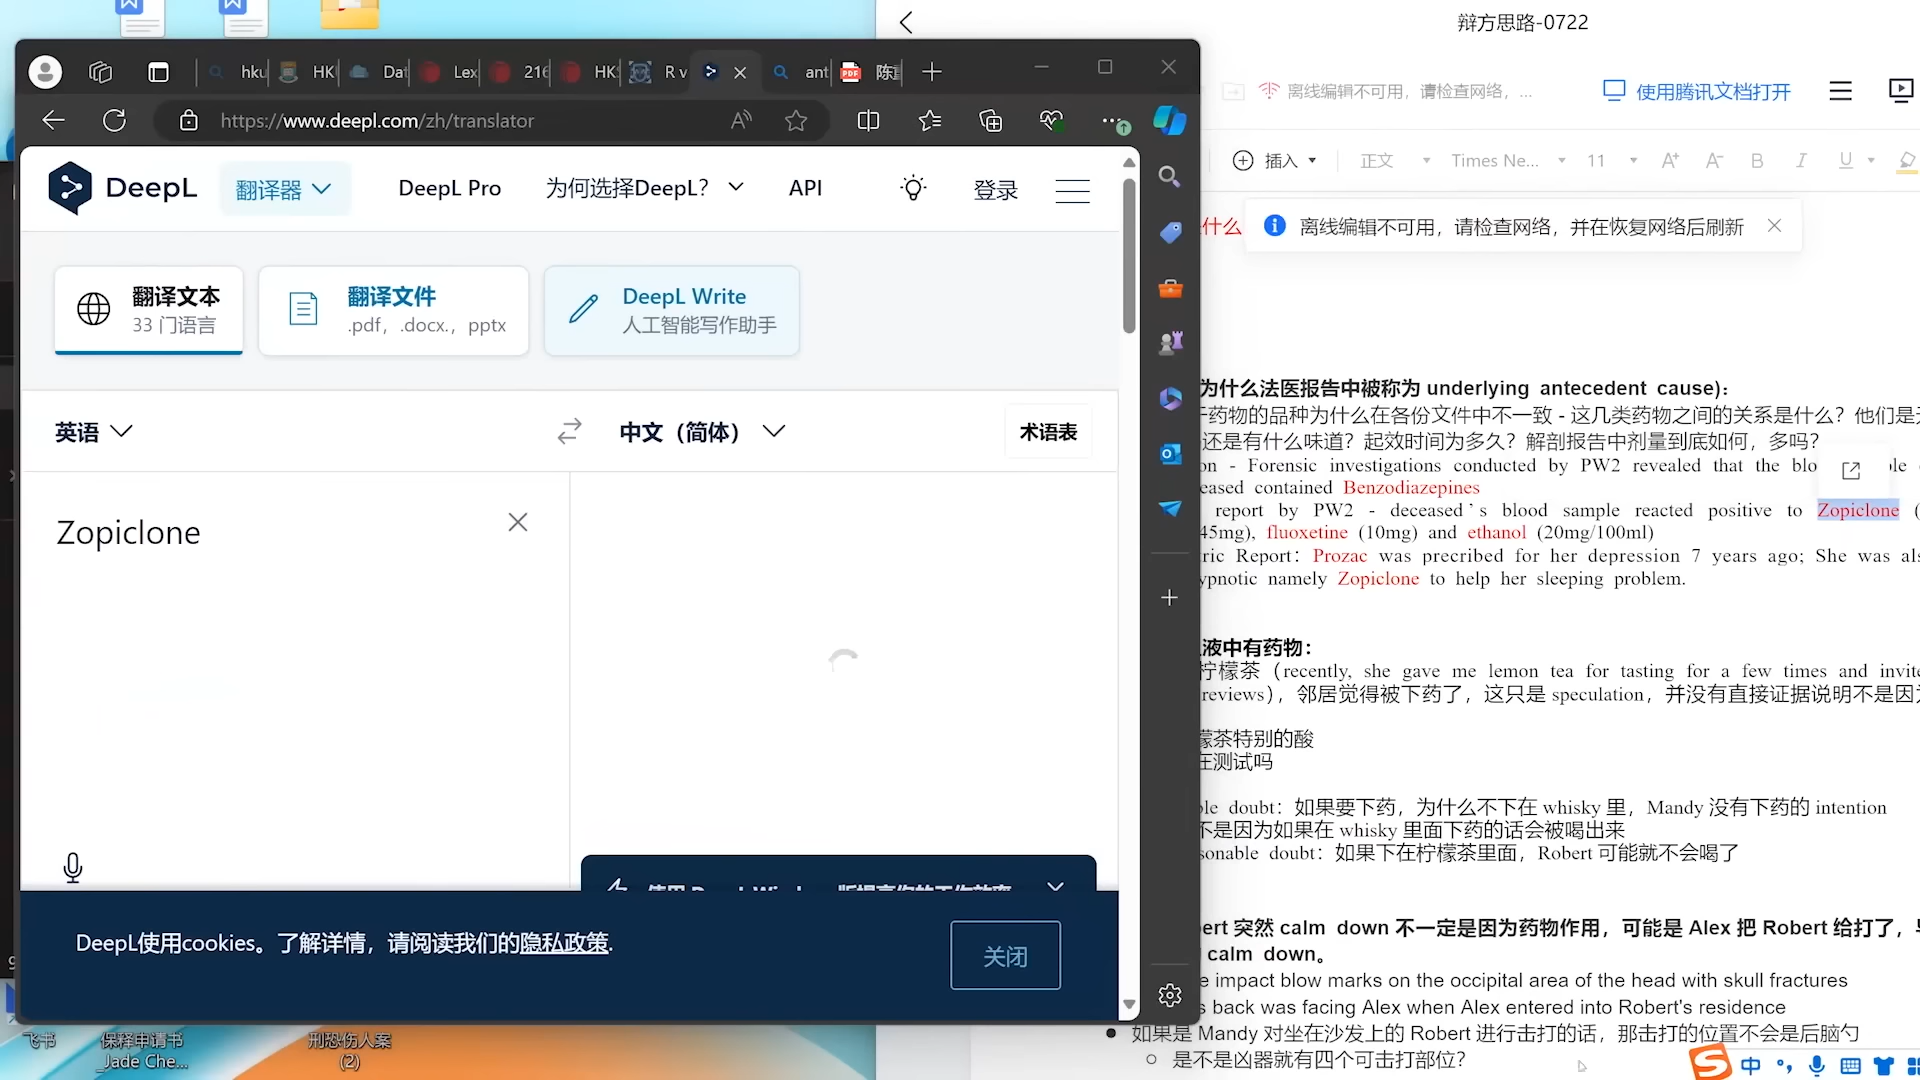 辩方思路-0722
hku
HK
Dat
Lex
216
HK
R v
ant
PDF
https://www.deepl.com/zh/translator
离线编辑不可用，请检查网络，...
使用腾讯文档打开
插入
正文
Times Ne...
11
DeepL
翻译器
DeepL Pro
为何选择DeepL？
API
登录
什么
离线编辑不可用，请检查网络，并在恢复网络后刷新
翻译文本
33 门语言
翻译文件
.pdf，.docx.，pptx
DeepL Write
人工智能写作助手
英语
中文（简体）
术语表
Zopiclone
为什么法医报告中被称为 underlying antecedent cause)：
药物的品种为什么在各份文件中不一致 - 这几类药物之间的关系是什么？他们是
还是有什么味道？起效时间为多久？解剖报告中剂量到底如何，多吗？
on - Forensic investigations conducted by PW2 revealed that the blo
eased contained Benzodiazepines
report by PW2 - deceased's blood sample reacted positive to Zopiclone (
45mg), fluoxetine (10mg) and ethanol (20mg/100ml)
ric Report：Prozac was precribed for her depression 7 years ago; She was als
ypnotic namely Zopiclone to help her sleeping problem.
液中有药物：
柠檬茶（recently, she gave me lemon tea for tasting for a few times and invite
reviews），邻居觉得被下药了，这只是 speculation，并没有直接证据说明不是因为
檬茶特别的酸
在测试吗
ble doubt：如果要下药，为什么不下在 whisky 里，Mandy 没有下药的 intention
不是因为如果在 whisky 里面下药的话会被喝出来
sonable doubt：如果下在柠檬茶里面，Robert 可能就不会喝了
ert 突然 calm down 不一定是因为药物作用，可能是 Alex 把 Robert 给打了，
calm down。
e impact blow marks on the occipital area of the head with skull fractures
s back was facing Alex when Alex entered into Robert's residence
如果是 Mandy 对坐在沙发上的 Robert 进行击打的话，那击打的位置不会是后脑勺
是不是凶器就有四个可击打部位？
DeepL使用cookies。了解详情，请阅读我们的隐私政策.
关闭
飞书
保释申请书
_Jade Che...
刑恐伤人案
(2)
中